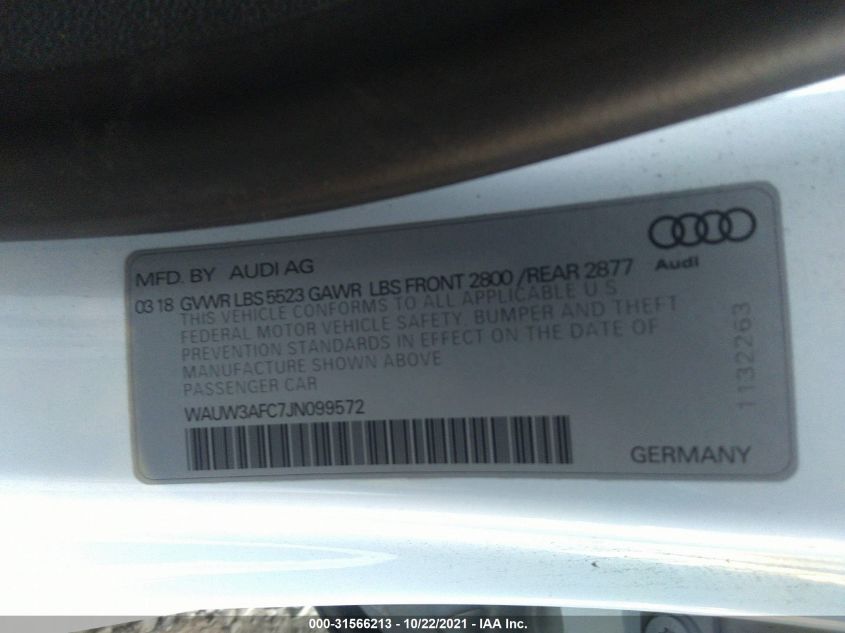 MFD. BY AUDI AG
Audi
03 18 GVWR LBS 5523 GAWR LBS FRONT 2800 /REAR 2877
THIS VEHICLE CONFORMS TO ALL APPLICABLE U S
FEDERAL MOTOR VEHICLE SAFETY, BUMPER AND THEFT
PREVENTION STANDARDS IN EFFECT ON THE DATE OF
MANUFACTURE SHOWN ABOVE
PASSENGER CAR
1132263
WAUW3AFC7JN099572
GERMANY
000-31566213 - 10/22/2021 - IAA Inc.